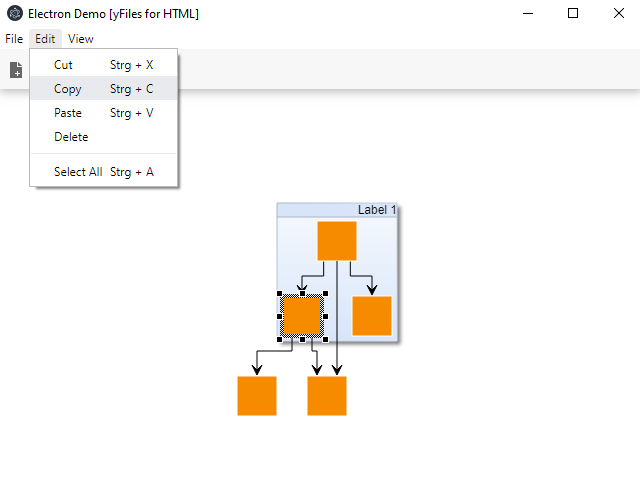 Electron Demo [yFiles for HTML]
File Edit View
Cut Strg + X
Copy Strg + C
Paste Strg + V
Delete
Select All Strg + A
Label 1